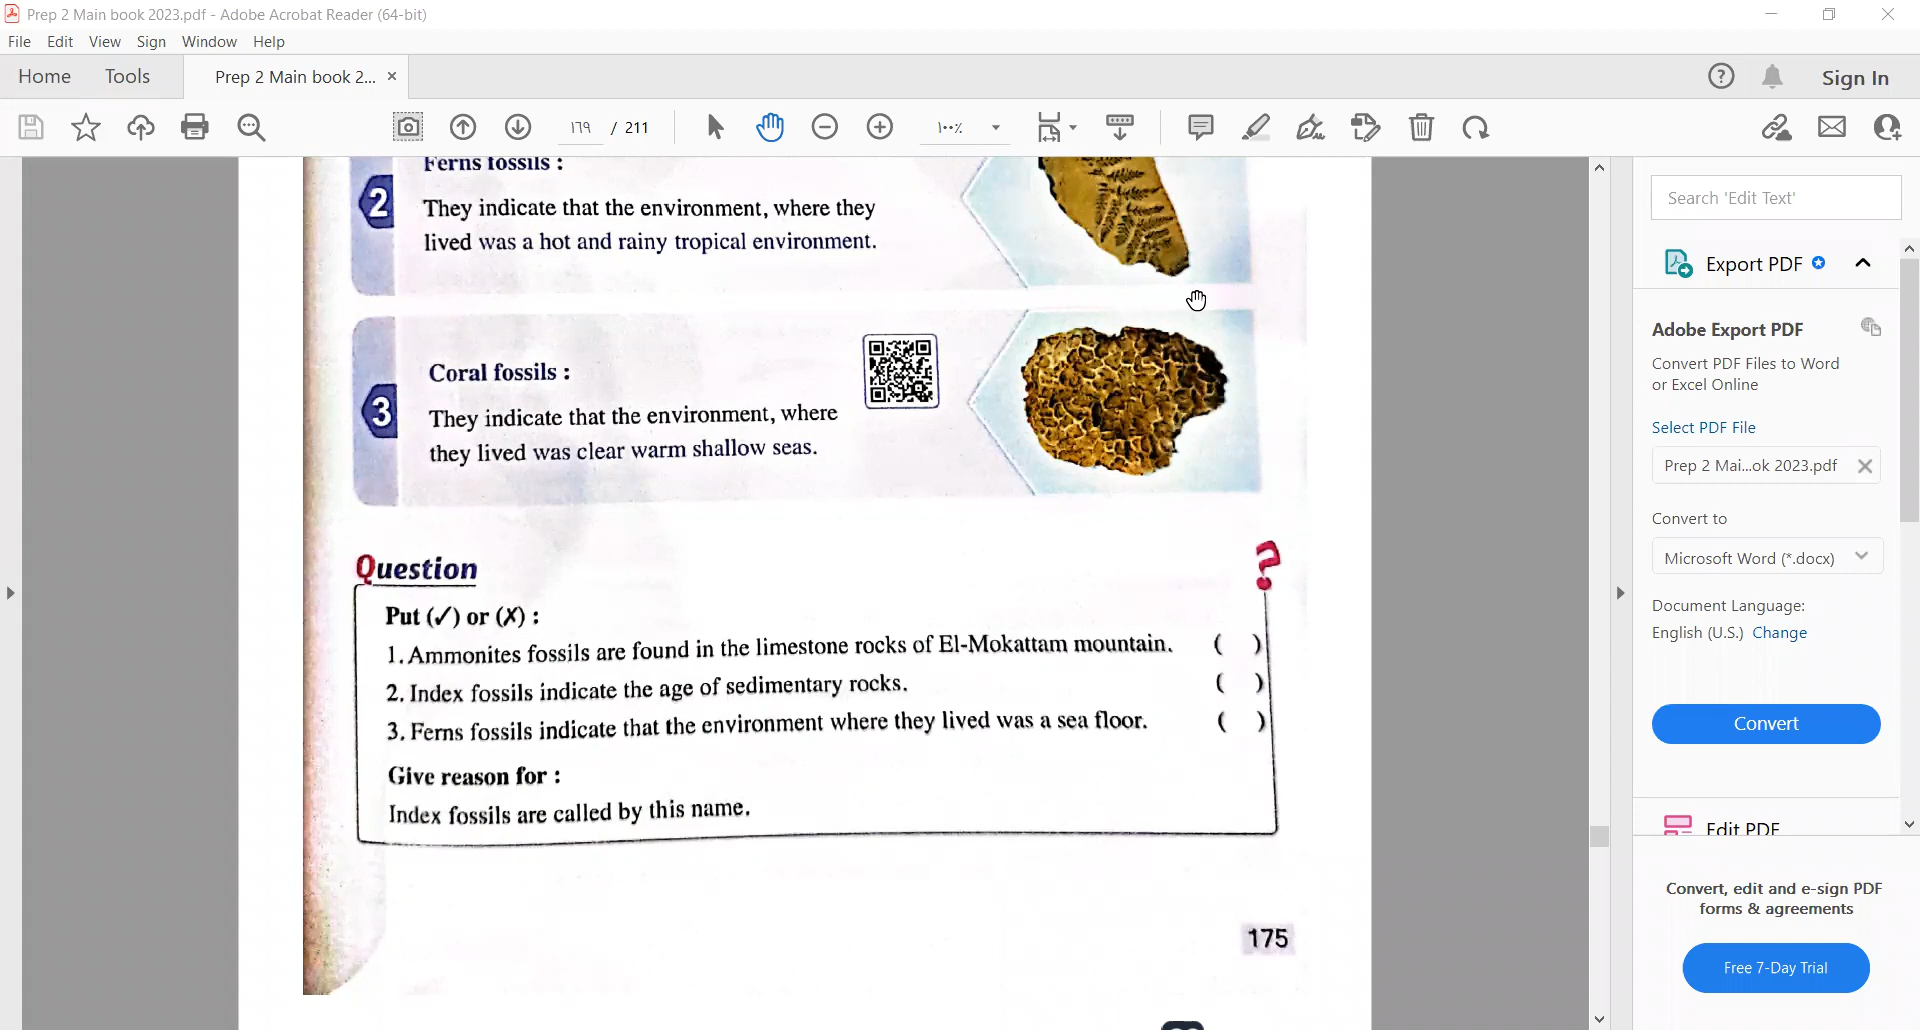 Prep 2 Main book 2023.pdf - Adobe Acrobat Reader (64-bit)
File Edit View Sign Window Help
Home Tools Prep 2 Main book 2... ×
? Sign In
١٦٩ / 211
١٠٠٪
Ferns fossils :
2
They indicate that the environment, where they
lived was a hot and rainy tropical environment.
3
Coral fossils :
They indicate that the environment, where
they lived was clear warm shallow seas.
Question
?
Put (✓) or (✗) :
1. Ammonites fossils are found in the limestone rocks of El-Mokattam mountain. ( )
2. Index fossils indicate the age of sedimentary rocks. ( )
3. Ferns fossils indicate that the environment where they lived was a sea floor. ( )
Give reason for :
Index fossils are called by this name.
175
Search 'Edit Text'
Export PDF
Adobe Export PDF
Convert PDF Files to Word
or Excel Online
Select PDF File
Prep 2 Mai...ok 2023.pdf
Convert to
Microsoft Word (*.docx)
Document Language:
English (U.S.) Change
Convert
Edit PDF
Convert, edit and e-sign PDF
forms & agreements
Free 7-Day Trial